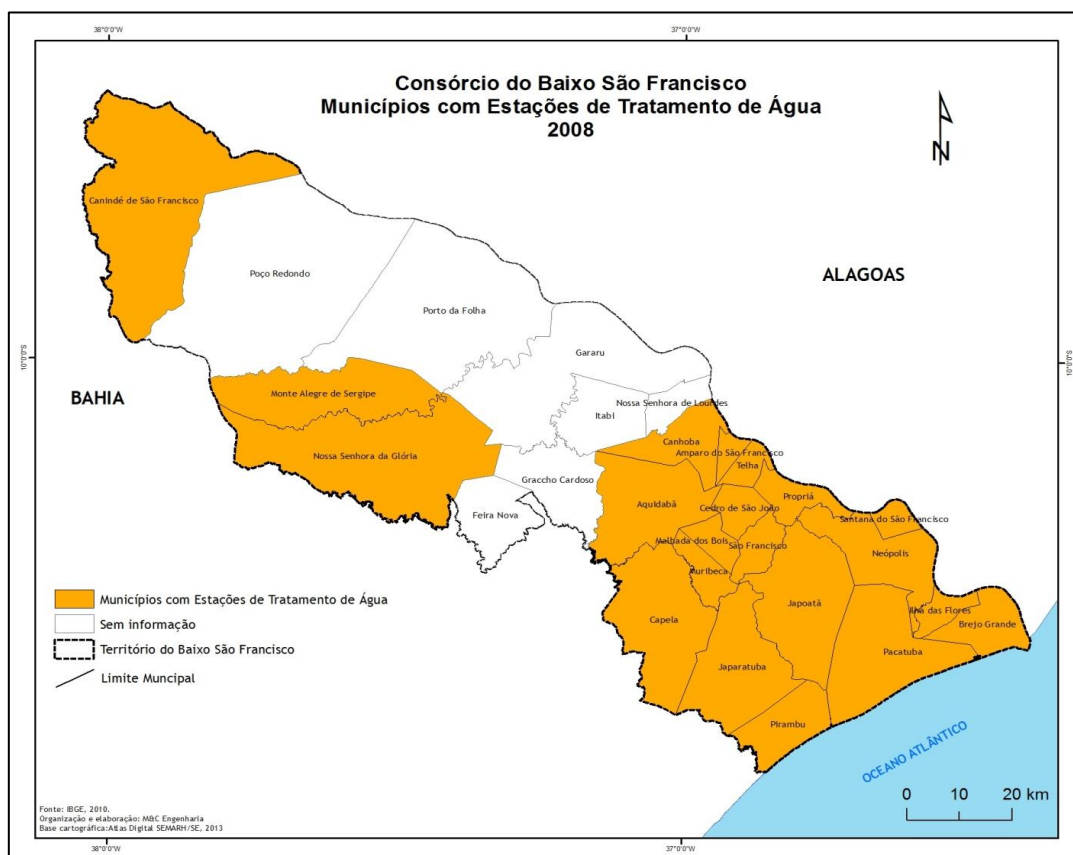 38°0'0"W
37°0'0"W
Consórcio do Baixo São Francisco
Municípios com Estações de Tratamento de Água
2008
N
Canindé de São Francisco
Poço Redondo
ALAGOAS
Porto da Folha
10°0'0"S
10°0'0"S
Gararu
BAHIA
Monte Alegre de Sergipe
Nossa Senhora de Lourdes
Itabi
Canhoba
Amparo do São Francisco
Nossa Senhora da Glória
Telha
Graccho Cardoso
Propriá
Aquidabã
Cedro de São João
Feira Nova
Santana do São Francisco
Malhada dos Bois
São Francisco
Neópolis
Muribeca
Municípios com Estações de Tratamento de Água
Sem informação
Território do Baixo São Francisco
Limite Muncipal
Capela
Japoatã
Ilha das Flores
Brejo Grande
Pacatuba
Japaratuba
Pirambu
OCEANO ATLÂNTICO
0 10 20 km
Fonte: IBGE, 2010.
Organização e elaboração: M&C Engenharia
Base cartográfica:Atlas Digital SEMARH/SE, 2013
38°0'0"W
37°0'0"W